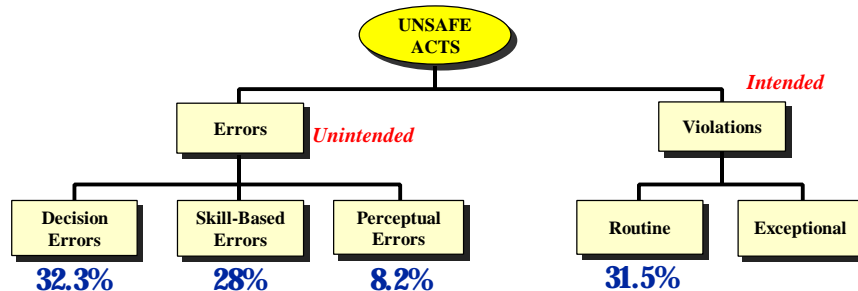 UNSAFE
ACTS
Intended
Errors
Unintended
Violations
Decision
Errors
Skill-Based
Errors
Perceptual
Errors
Routine
Exceptional
32.3%
28%
8.2%
31.5%